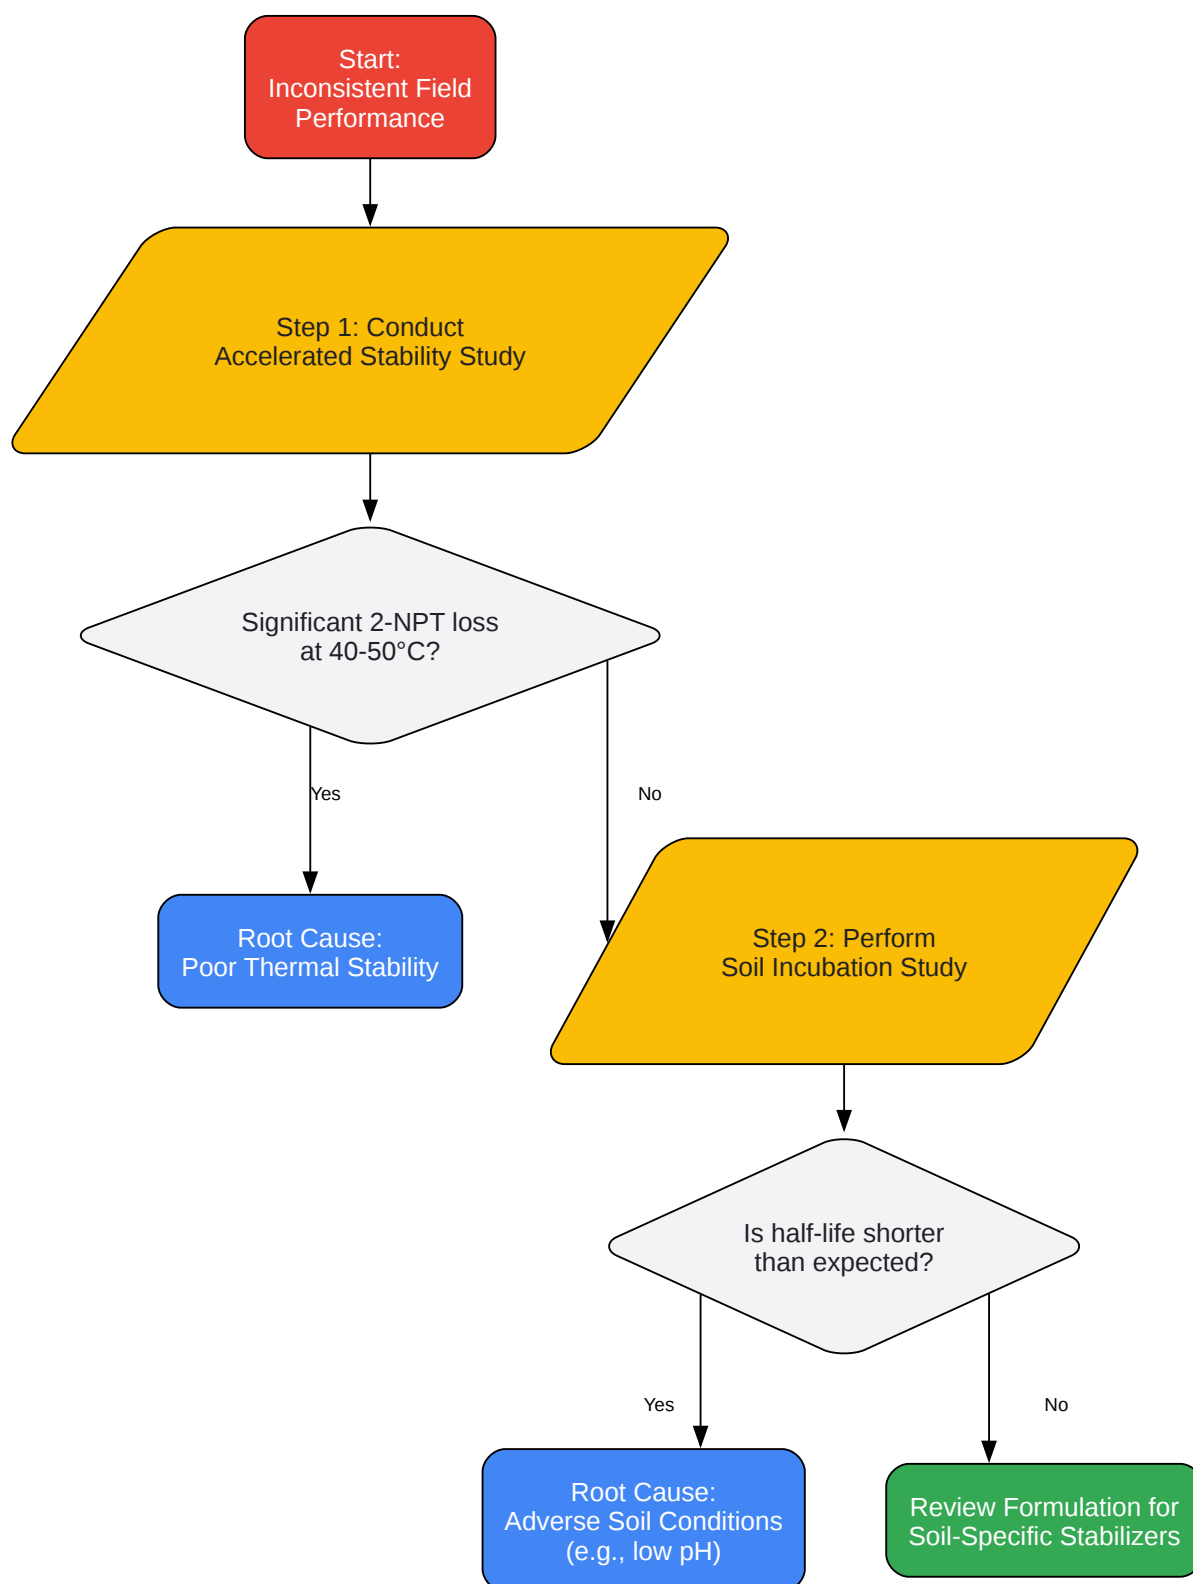 Start:
Inconsistent Field
Performance
Step 1: Conduct
Accelerated Stability Study
Significant 2-NPT loss
at 40-50°C?
Yes
No
Root Cause:
Poor Thermal Stability
Step 2: Perform
Soil Incubation Study
Is half-life shorter
than expected?
Yes
No
Root Cause:
Adverse Soil Conditions
(e.g., low pH)
Review Formulation for
Soil-Specific Stabilizers